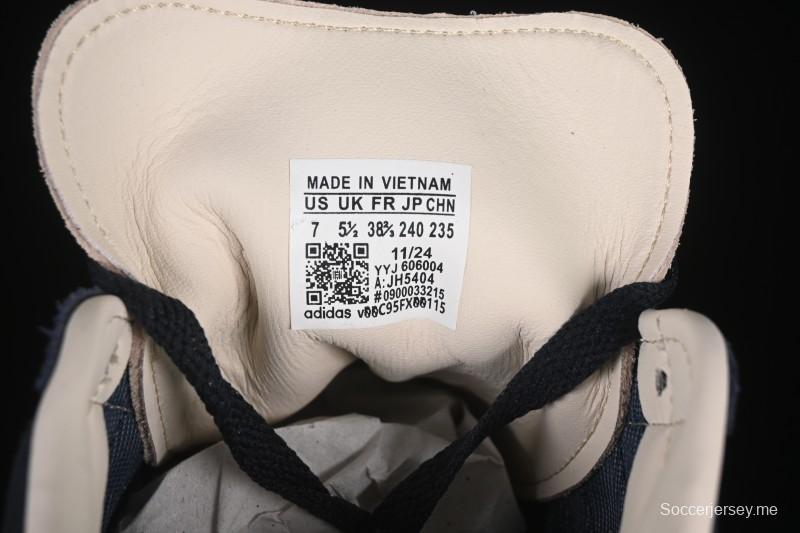 MADE IN VIETNAM
US UK FR JP CHN
7 5½ 38⅔ 240 235
11/24
YYJ 606004
A:JH5404
#0900033215
adidas v00C95FX00115
Soccerjersey.me